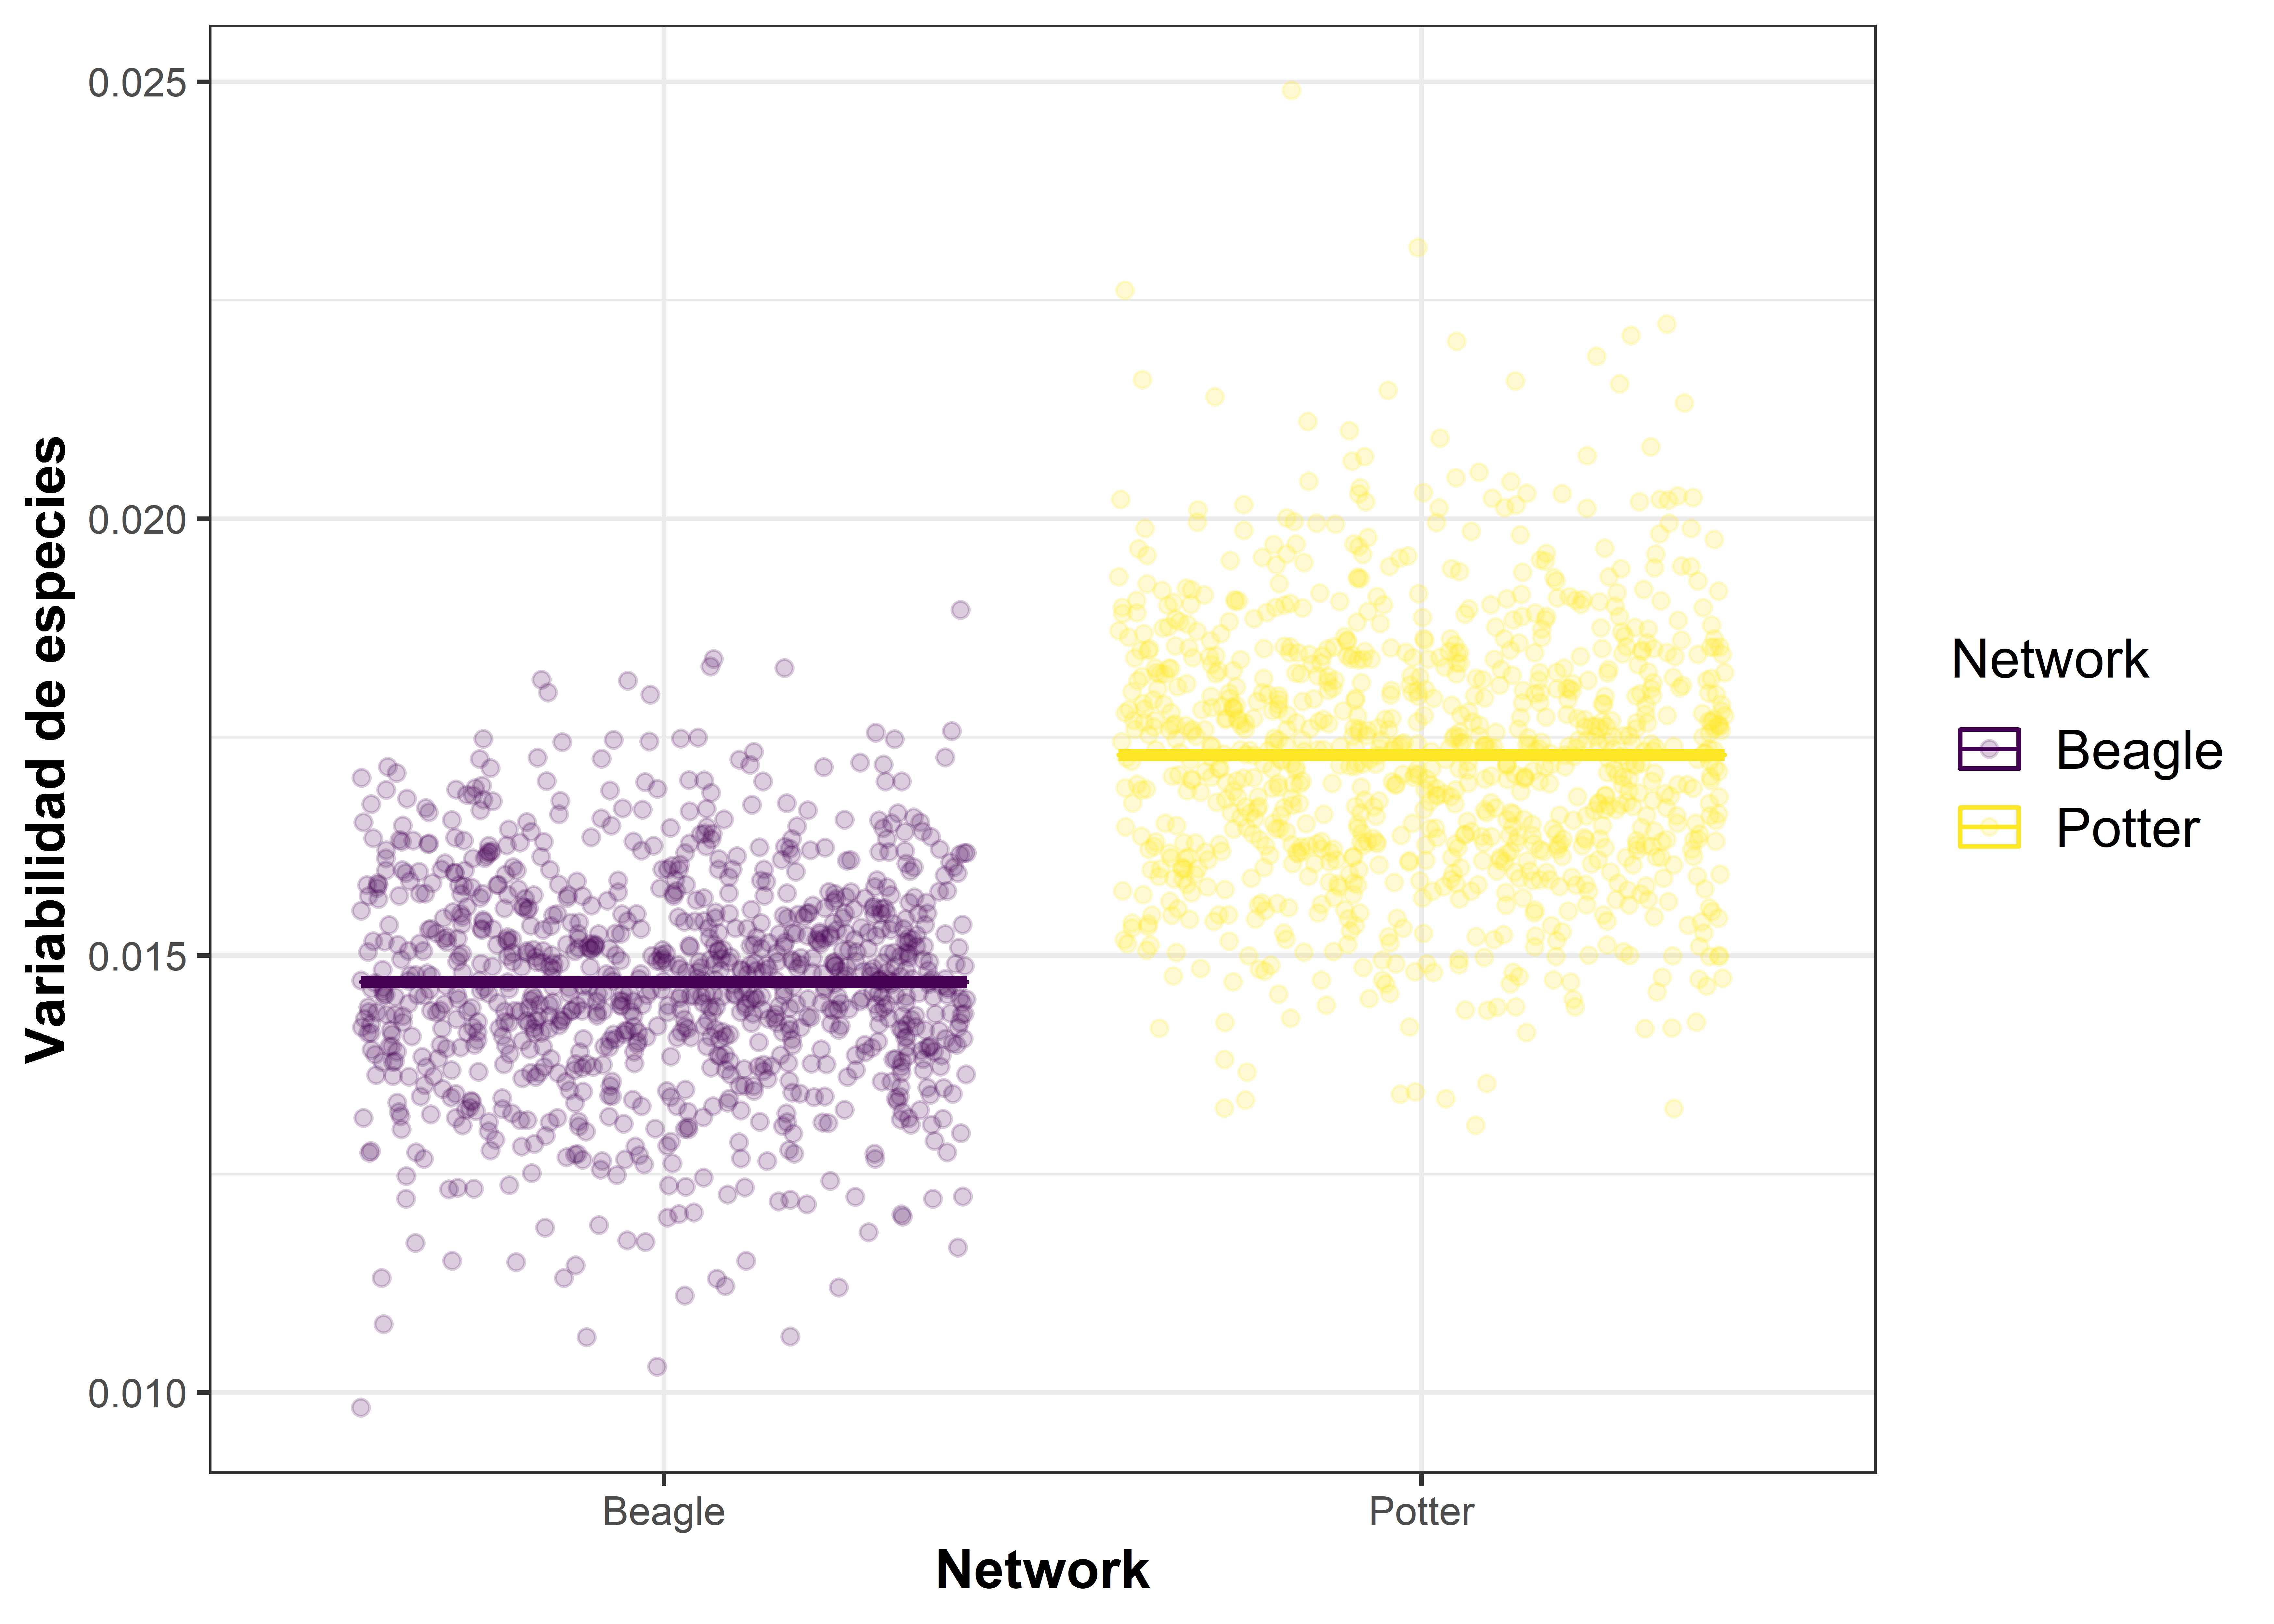 Variabilidad de especies
0.025
0.020
0.015
0.010
Beagle
Potter
Network
Network
Beagle
Potter